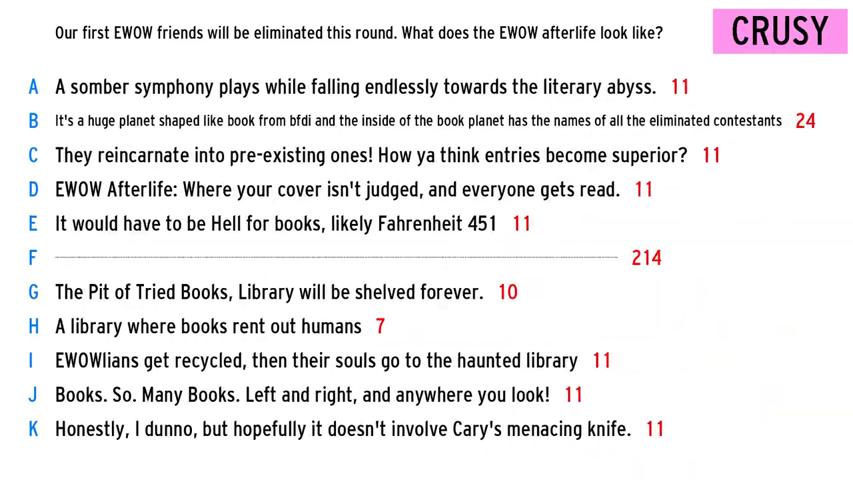 Our first EWOW friends will be eliminated this round. What does the EWOW afterlife look like?
CRUSY
A A somber symphony plays while falling endlessly towards the literary abyss. 11
B It's a huge planet shaped like book from bfdi and the inside of the book planet has the names of all the eliminated contestants 24
C They reincarnate into pre-existing ones! How ya think entries become superior? 11
D EWOW Afterlife: Where your cover isn't judged, and everyone gets read. 11
E It would have to be Hell for books, likely Fahrenheit 451 11
F 214
G The Pit of Tried Books, Library will be shelved forever. 10
H A library where books rent out humans 7
I EWOWlians get recycled, then their souls go to the haunted library 11
J Books. So. Many Books. Left and right, and anywhere you look! 11
K Honestly, I dunno, but hopefully it doesn't involve Cary's menacing knife. 11